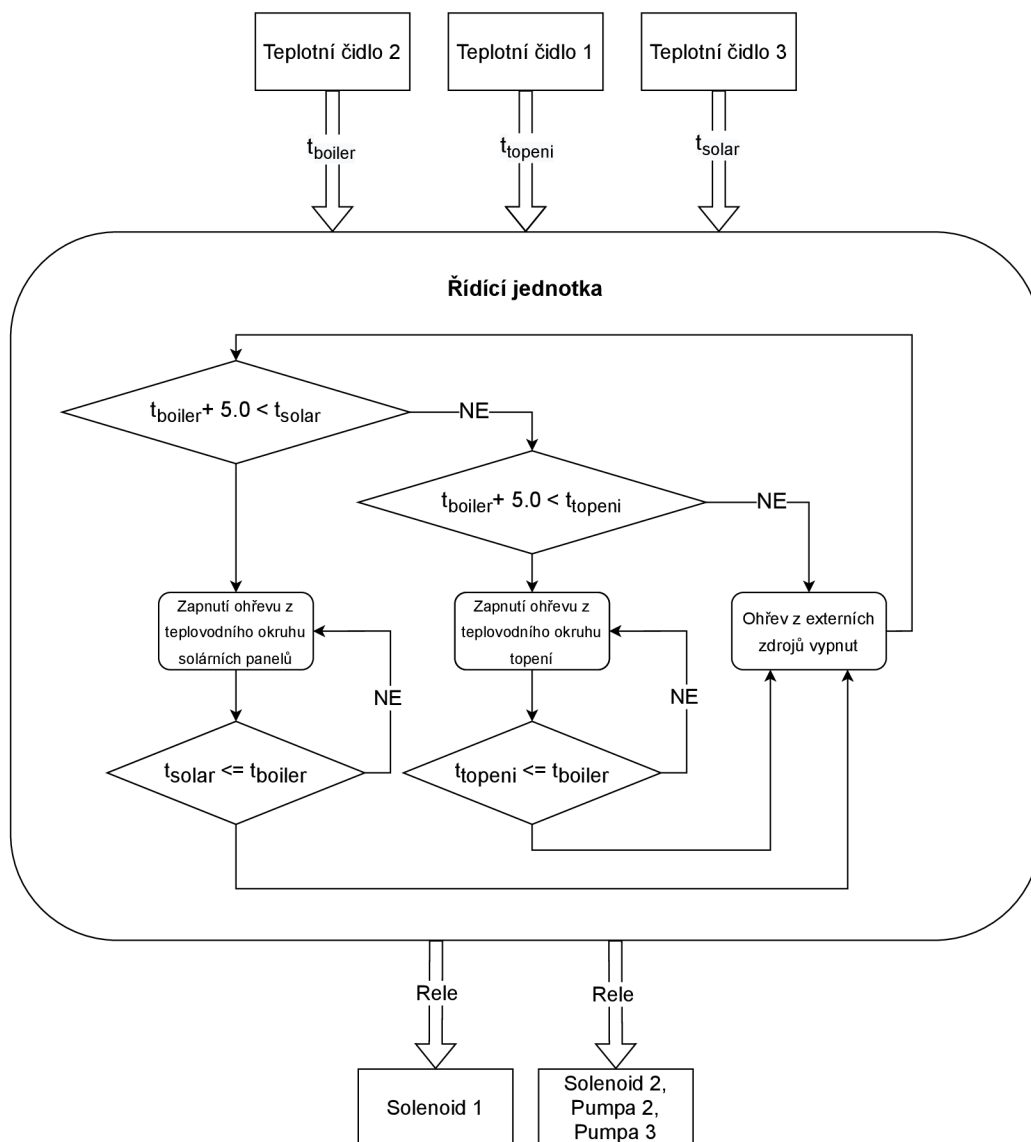 Teplotní čidlo 2
Teplotní čidlo 1
Teplotní čidlo 3
tboiler
ttopeni
tsolar
Řídící jednotka
tboiler+ 5.0 < tsolar
NE
tboiler+ 5.0 < ttopeni
NE
Zapnutí ohřevu z
teplovodního okruhu
solárních panelů
Zapnutí ohřevu z
teplovodního okruhu
topení
Ohřev z externích
zdrojů vypnut
NE
NE
tsolar <= tboiler
ttopeni <= tboiler
Rele
Rele
Solenoid 1
Solenoid 2,
Pumpa 2,
Pumpa 3